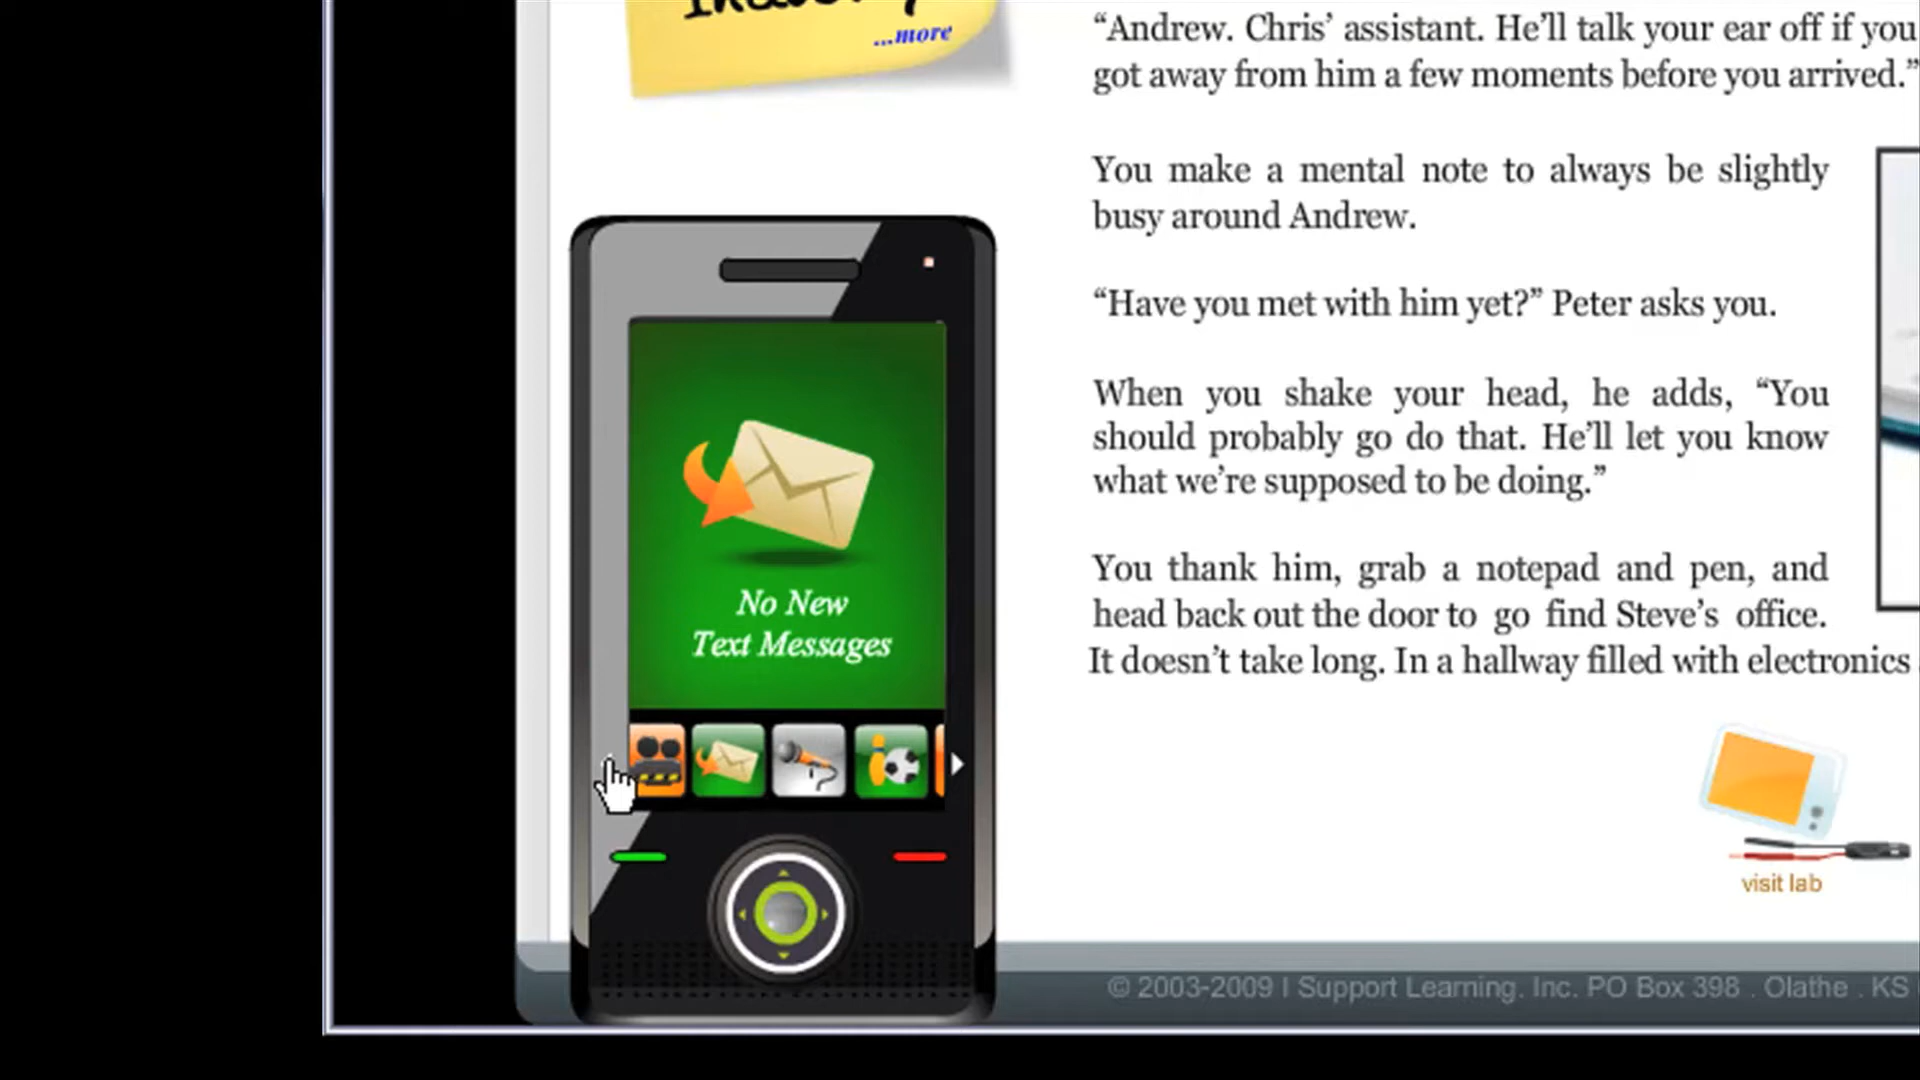 ...more
“Andrew. Chris’ assistant. He’ll talk your ear off if you
got away from him a few moments before you arrived.”
You make a mental note to always be slightly
busy around Andrew.
“Have you met with him yet?” Peter asks you.
When you shake your head, he adds, “You
should probably go do that. He’ll let you know
what we’re supposed to be doing.”
You thank him, grab a notepad and pen, and
head back out the door to go find Steve’s office.
It doesn’t take long. In a hallway filled with electronics
No New
Text Messages
visit lab
© 2003-2009 I Support Learning. Inc. PO Box 398 . Olathe . KS